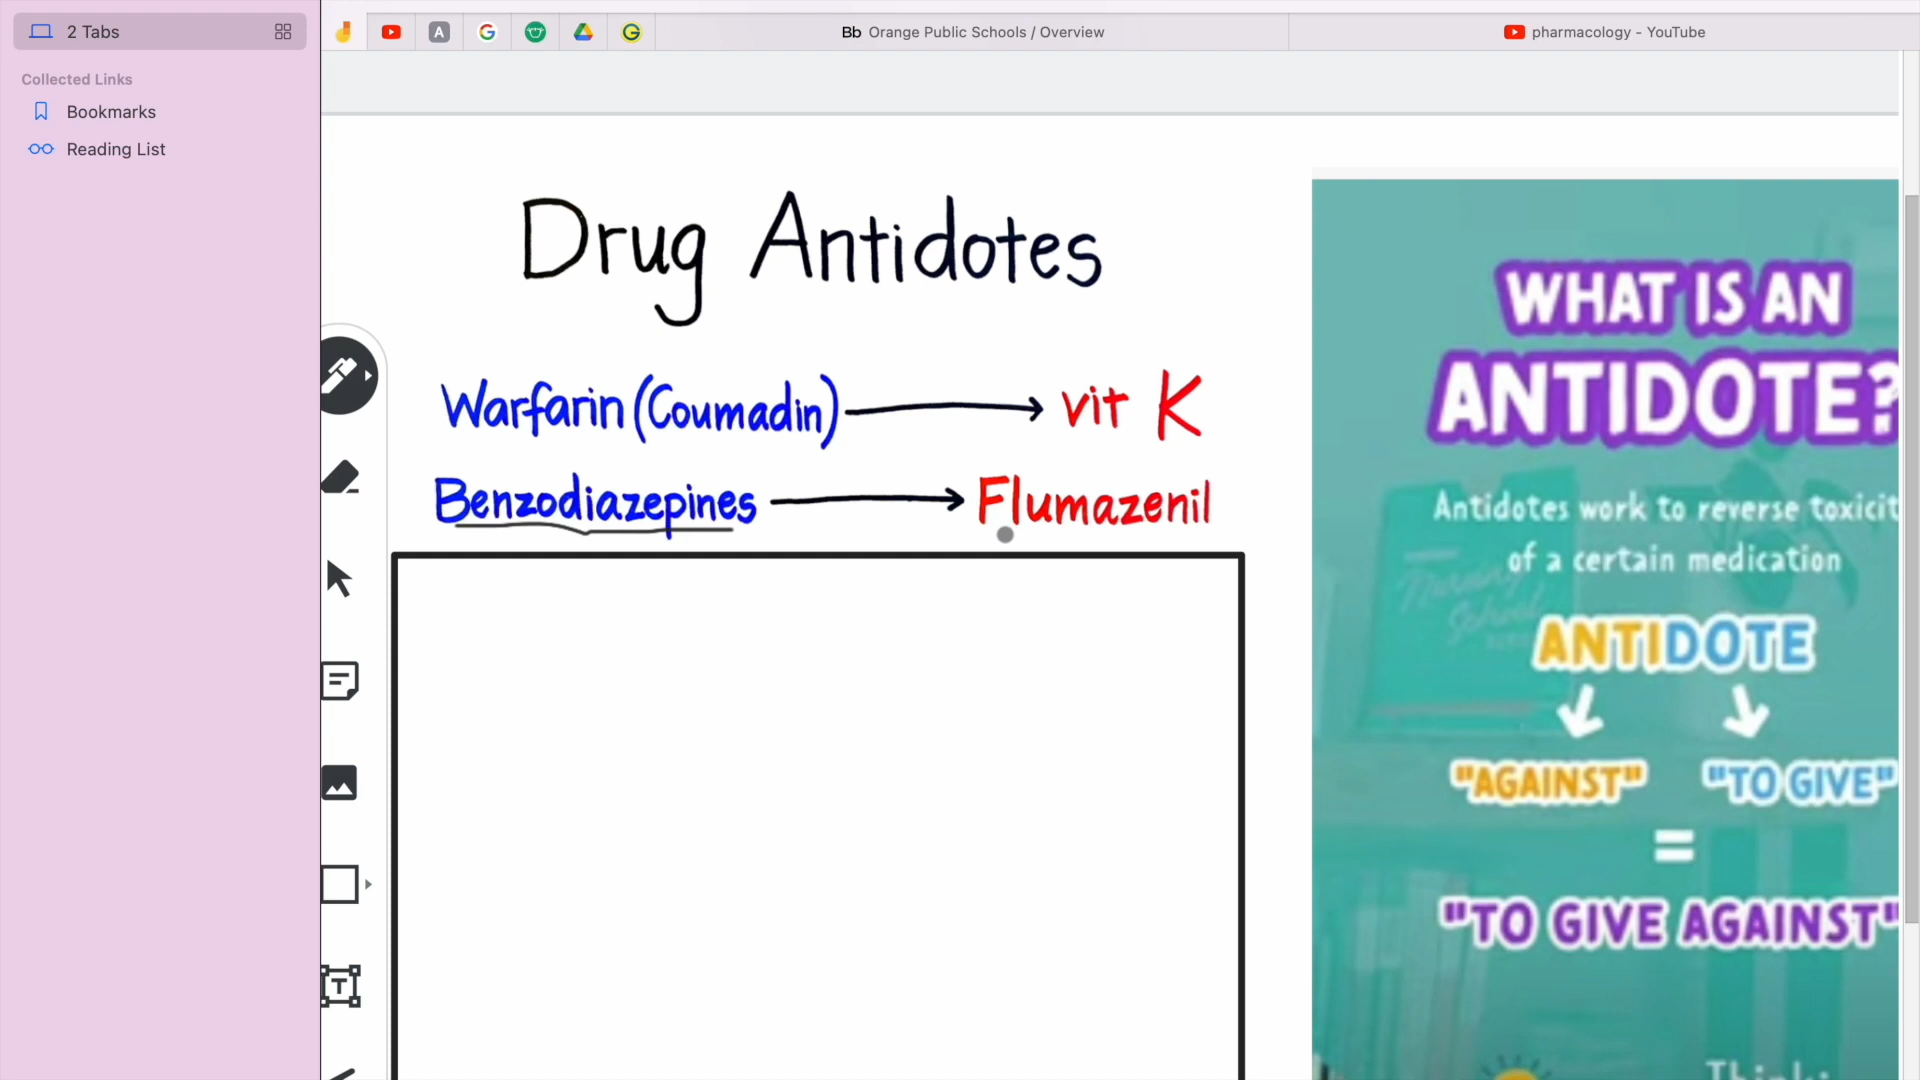 2 Tabs
Collected Links
Bookmarks
Reading List
A
G
G
Bb Orange Public Schools / Overview
pharmacology - YouTube
Drug Antidotes
Warfarin (Coumadin) → vit K
Benzodiazepines → Flumazenil
T
WHAT IS AN
ANTIDOTE?
Antidotes work to reverse toxicit
of a certain medication
Nursing
School
ANTIDOTE
"AGAINST" "TO GIVE"
=
"TO GIVE AGAINST"